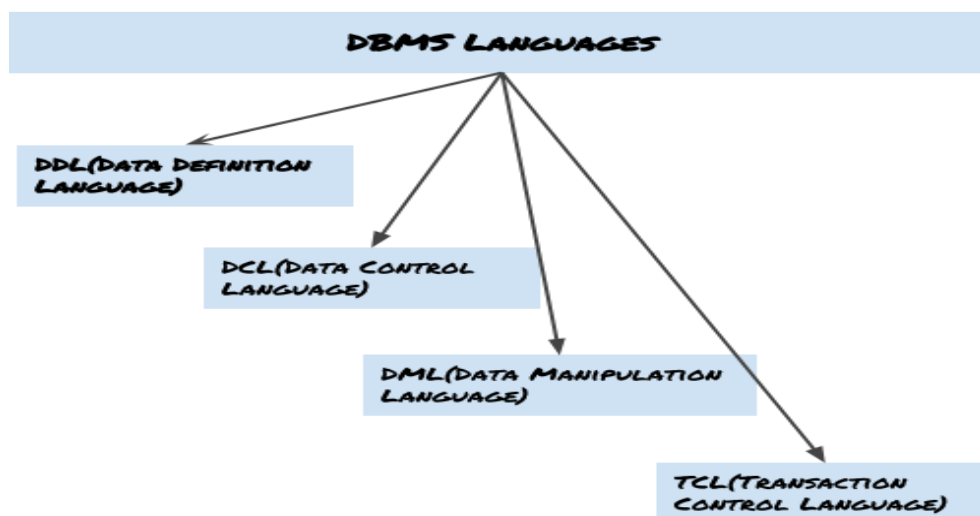 DBMS Languages
DDL(Data Definition
Language)
DCL(Data Control
Language)
DML(Data Manipulation
Language)
TCL(Transaction
Control Language)